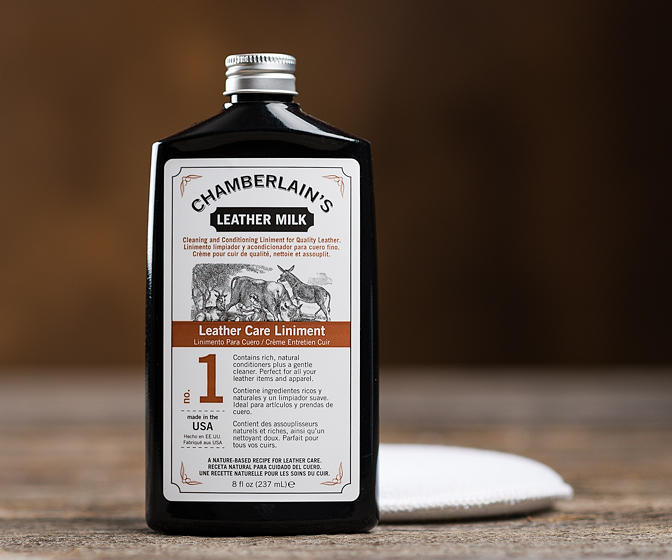 CHAMBERLAIN'S
LEATHER MILK
Cleaning and Conditioning Liniment for Quality Leather.
Linimento limpiador y acondicionador para cuero fino.
Crème pour cuir de qualité, nettoie et assouplit.
Leather Care Liniment
Linimento Para Cuero / Crème Entretien Cuir
no. 1
made in the
USA
Hecho en EE.UU.
Fabriqué aux USA
Contains rich, natural
conditioners plus a gentle
cleaner. Perfect for all your
leather items and apparel.
Contiene ingredientes ricos y
naturales y un limpiador suave.
Ideal para artículos y prendas de
cuero.
Contient des assouplisseurs
naturels et riches, ainsi qu'un
nettoyant doux. Parfait pour
tous vos cuirs.
A NATURE-BASED RECIPE FOR LEATHER CARE.
RECETA NATURAL PARA CUIDADO DEL CUERO.
UNE RECETTE NATURELLE POUR LES SOINS DU CUIR.
8 fl oz (237 mL) ℮